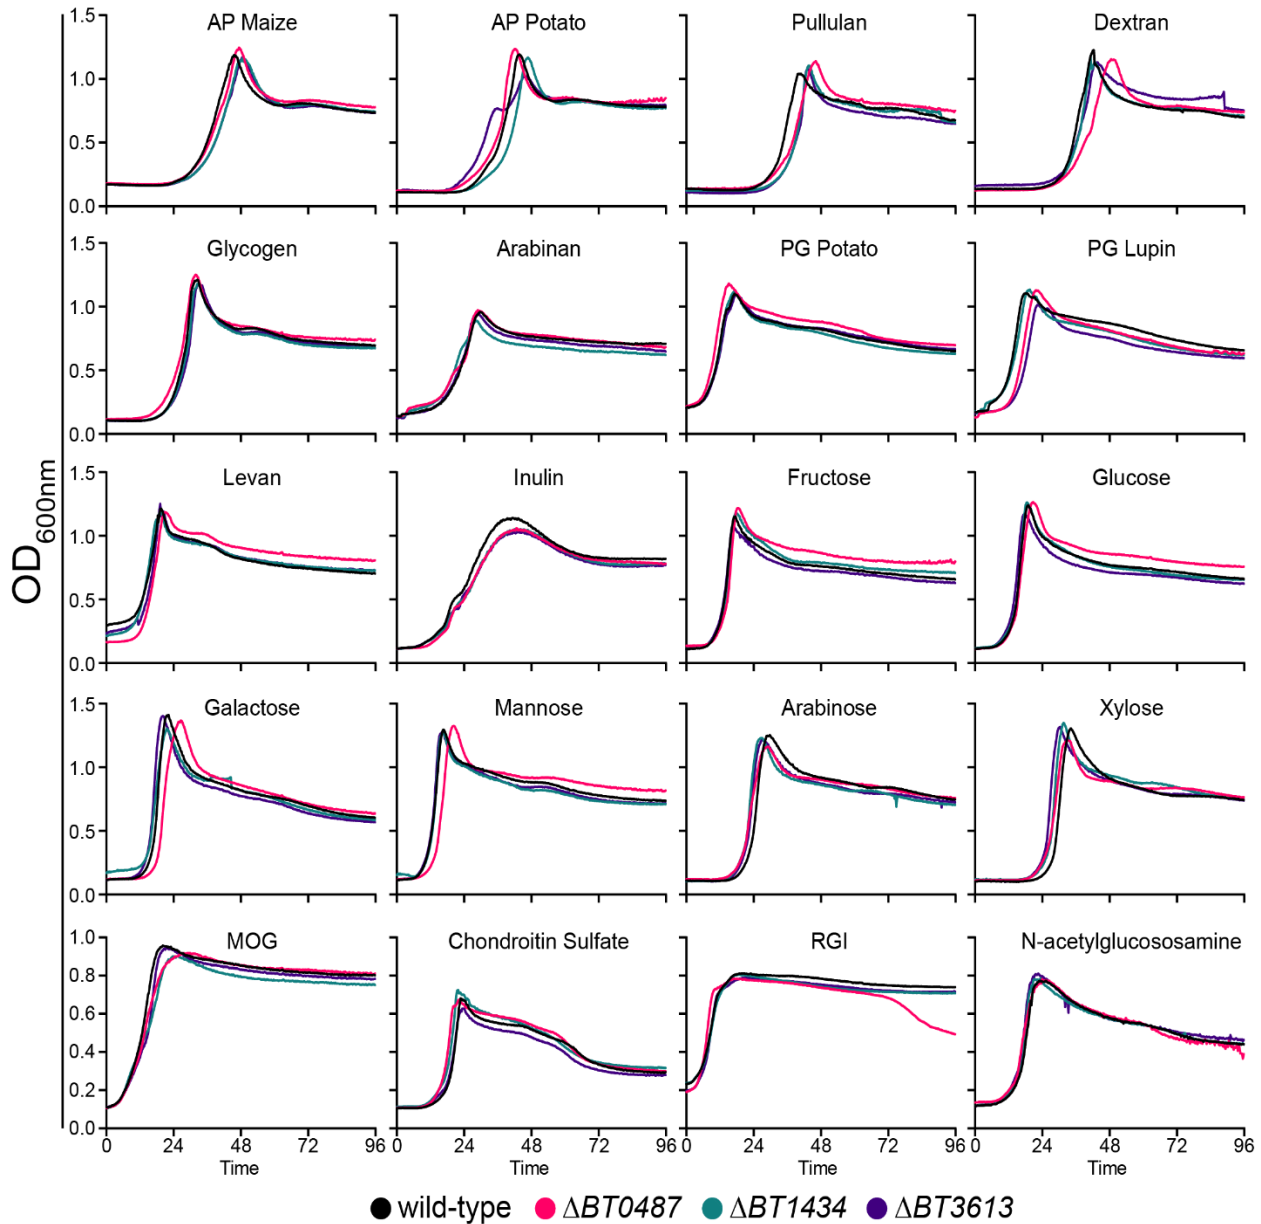 AP Maize AP Potato Pullulan Dextran
1.5
1.0
0.5
0.0
Glycogen Arabinan PG Potato PG Lupin
1.5
1.0
0.5
0.0
OD600nm
Levan Inulin Fructose Glucose
1.5
1.0
0.5
0.0
Galactose Mannose Arabinose Xylose
1.5
1.0
0.5
0.0
MOG Chondroitin Sulfate RGI N-acetylglucososamine
1.0
0.8
0.6
0.4
0.2
0.0
0 24 48 72 96 0 24 48 72 96 0 24 48 72 96 0 24 48 72 96
Time Time Time Time
wild-type ΔBT0487 ΔBT1434 ΔBT3613